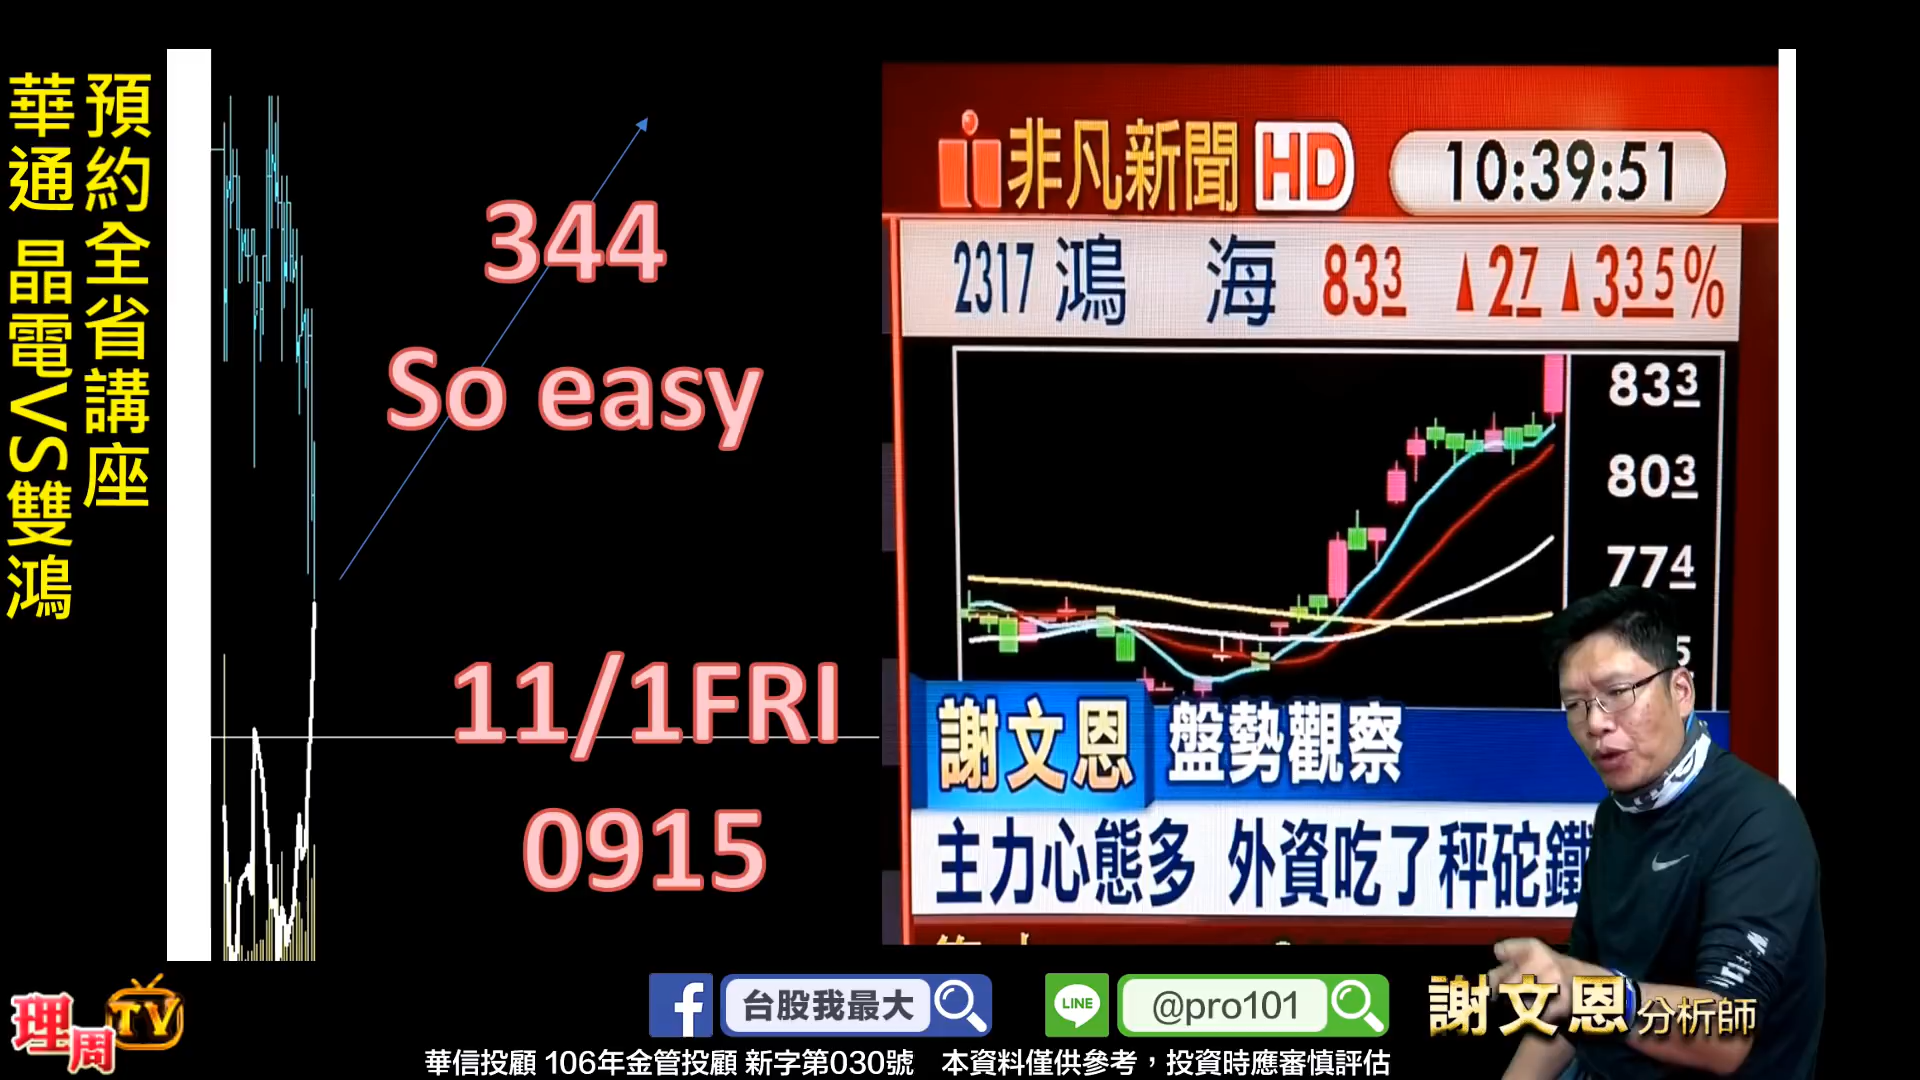 預約全省講座
華通 晶電VS雙鴻
344
So easy
11/1FRI
0915
非凡新聞 HD 10:39:51
2317 鴻 海 833 ▲27 ▲335%
833
803
774
5
謝文恩 盤勢觀察
主力心態多 外資吃了秤砣鐵
理周TV
台股我最大
LINE @pro101
謝文恩分析師
華信投顧 106年金管投顧 新字第030號 本資料僅供參考，投資時應審慎評估